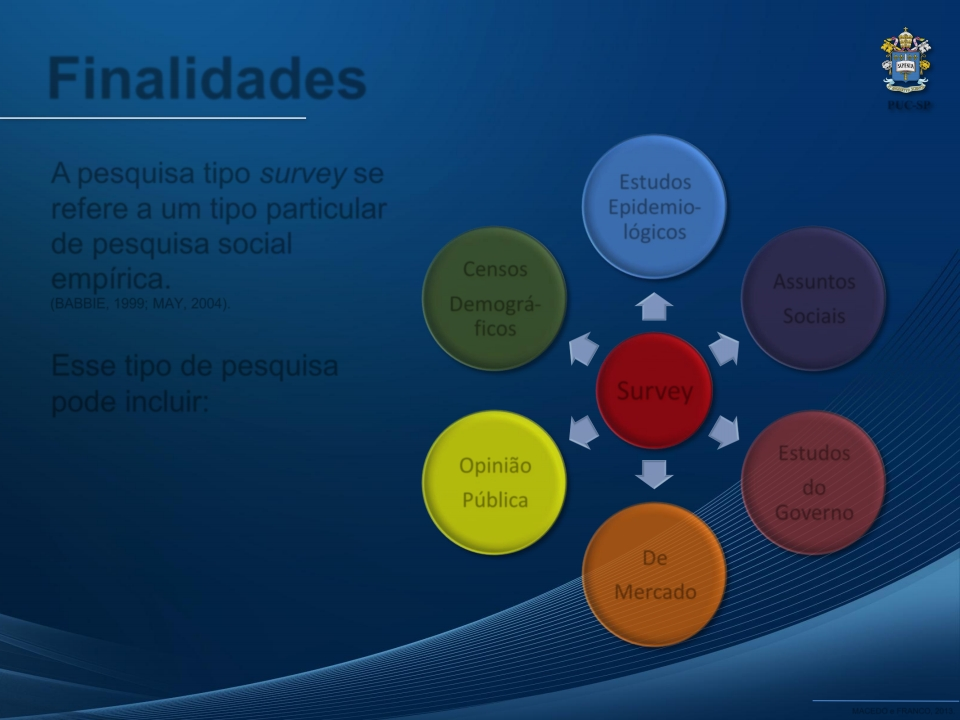 Finalidades
SAPIENTIA
PUC-SP
A pesquisa tipo survey se
refere a um tipo particular
de pesquisa social
empírica.
(BABBIE, 1999; MAY, 2004).
Esse tipo de pesquisa
pode incluir:
Estudos
Epidemio-
lógicos
Assuntos
Sociais
Estudos
do
Governo
De
Mercado
Opinião
Pública
Censos
Demográ-
ficos
Survey